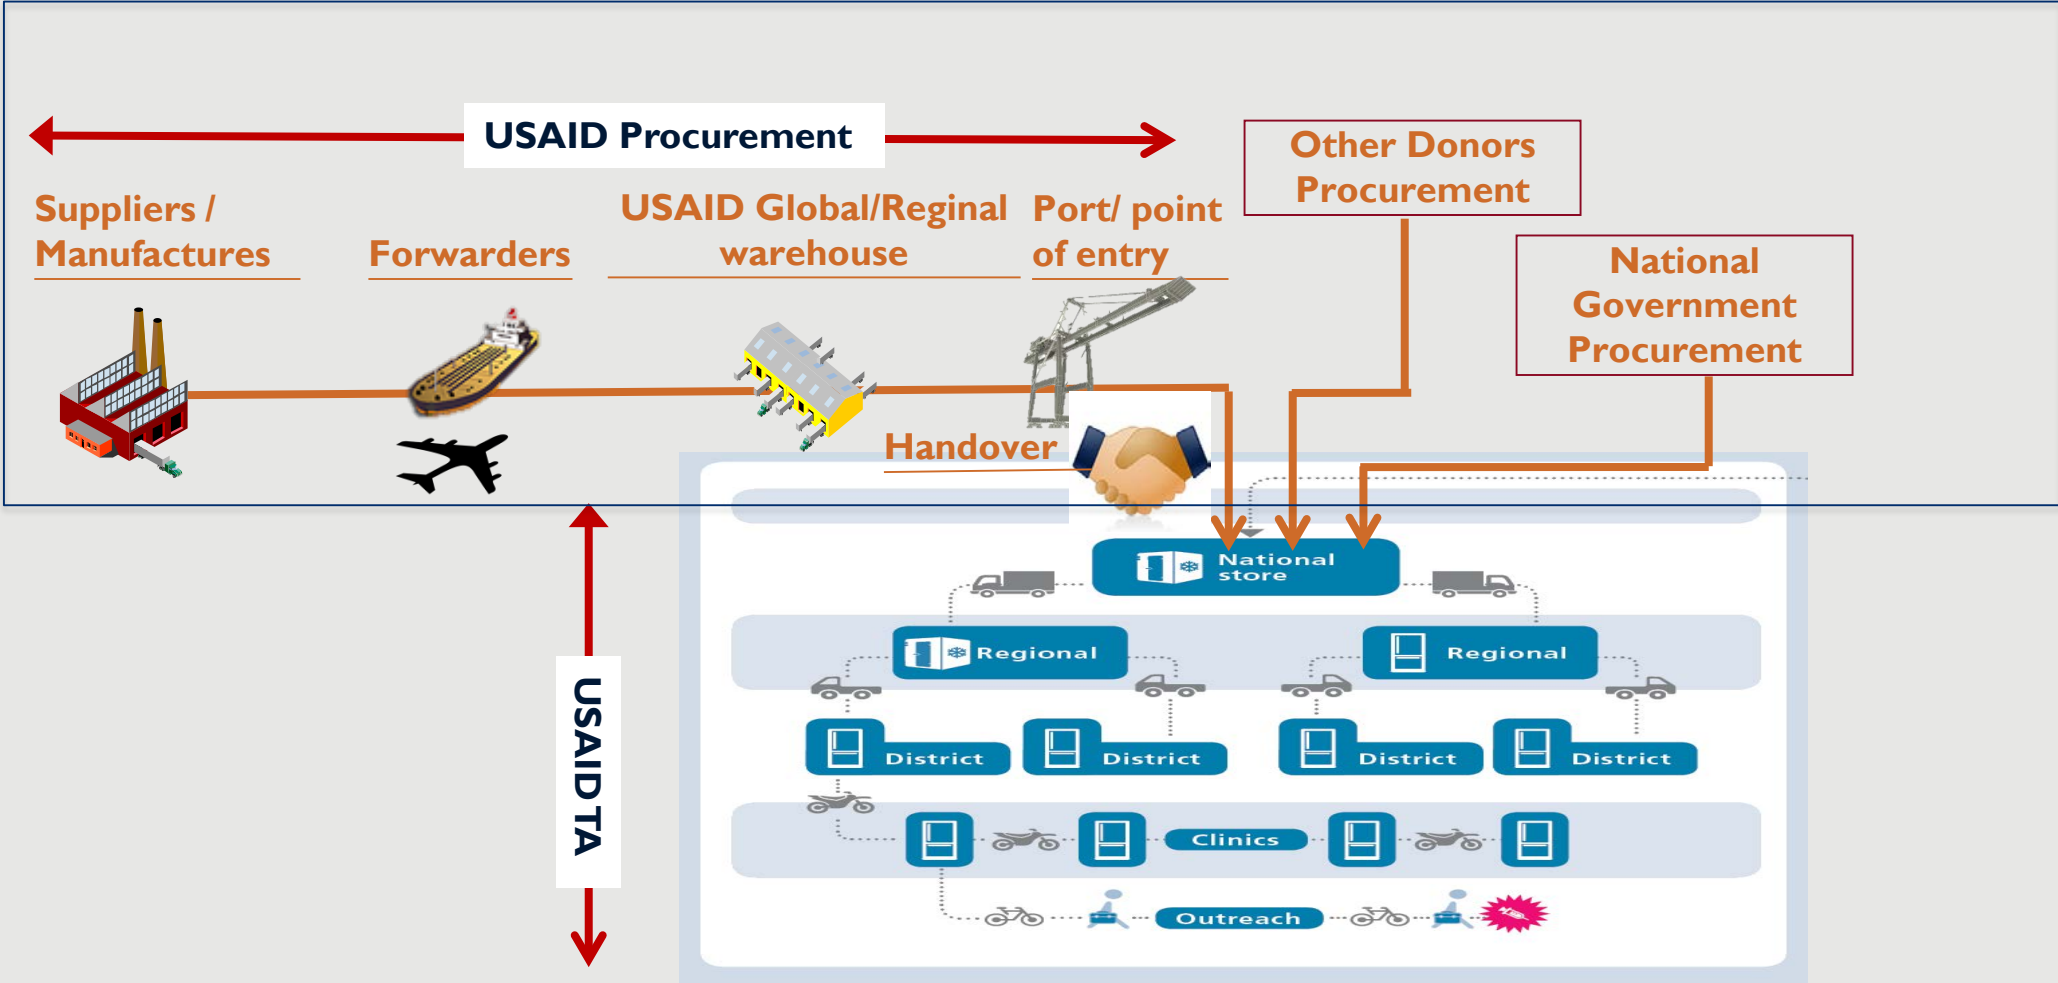 USAID Procurement
Other Donors
Procurement
Suppliers /
Manufactures
Forwarders
USAID Global/Reginal
warehouse
Port/ point
of entry
National
Government
Procurement
Handover
National
store
Regional
Regional
USAID TA
District
District
District
District
Clinics
Outreach